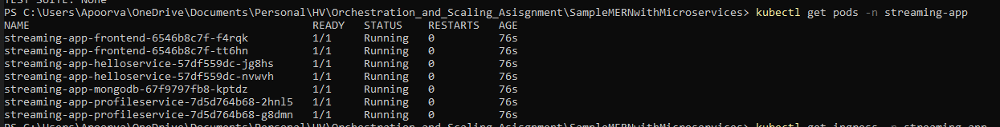 TEST SUITE: None
PS C:\Users\Apoorva\OneDrive\Documents\Personal\HV\Orchestration_and_Scaling_Asisgnment\SampleMERNwithMicroservices> kubectl get pods -n streaming-app
NAME READY STATUS RESTARTS AGE
streaming-app-frontend-6546b8c7f-f4rqk 1/1 Running 0 76s
streaming-app-frontend-6546b8c7f-tt6hn 1/1 Running 0 76s
streaming-app-helloservice-57df559dc-jg8hs 1/1 Running 0 76s
streaming-app-helloservice-57df559dc-nvwvh 1/1 Running 0 76s
streaming-app-mongodb-67f9797fb8-kptdz 1/1 Running 0 76s
streaming-app-profileservice-7d5d764b68-2hnl5 1/1 Running 0 76s
streaming-app-profileservice-7d5d764b68-g8dmn 1/1 Running 0 76s
PS C:\Users\Apoorva\OneDrive\Documents\Personal\HV\Orchestration_and_Scaling_Asisgnment\SampleMERNwithMicroservices> kubectl get ingress -n streaming-app